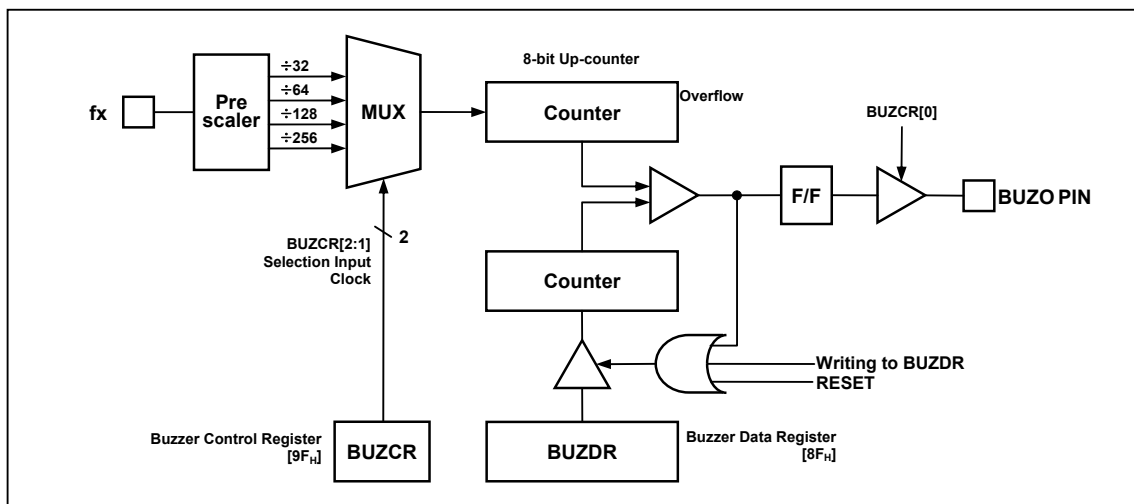 fx
Pre
scaler
÷32
÷64
÷128
÷256
MUX
8-bit Up-counter
Counter
Overflow
BUZCR[0]
F/F
BUZO PIN
2
BUZCR[2:1]
Selection Input
Clock
Counter
Writing to BUZDR
RESET
Buzzer Control Register
[9FH]
BUZCR
BUZDR
Buzzer Data Register
[8FH]